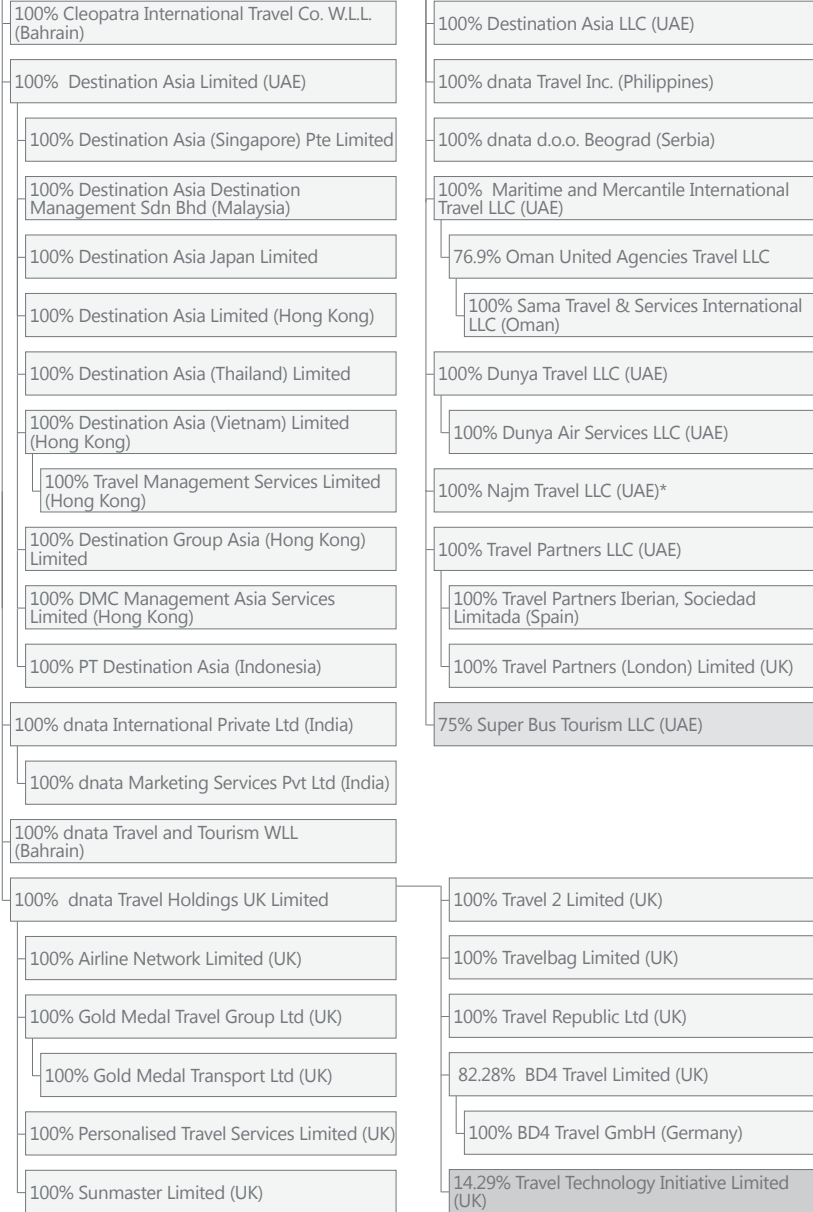 100% Cleopatra International Travel Co. W.L.L.
(Bahrain)
100% Destination Asia Limited (UAE)
100% Destination Asia (Singapore) Pte Limited
100% Destination Asia Destination
Management Sdn Bhd (Malaysia)
100% Destination Asia Japan Limited
100% Destination Asia Limited (Hong Kong)
100% Destination Asia (Thailand) Limited
100% Destination Asia (Vietnam) Limited
(Hong Kong)
100% Travel Management Services Limited
(Hong Kong)
100% Destination Group Asia (Hong Kong)
Limited
100% DMC Management Asia Services
Limited (Hong Kong)
100% PT Destination Asia (Indonesia)
100% dnata International Private Ltd (India)
100% dnata Marketing Services Pvt Ltd (India)
100% dnata Travel and Tourism WLL
(Bahrain)
100% dnata Travel Holdings UK Limited
100% Airline Network Limited (UK)
100% Gold Medal Travel Group Ltd (UK)
100% Gold Medal Transport Ltd (UK)
100% Personalised Travel Services Limited (UK)
100% Sunmaster Limited (UK)
100% Destination Asia LLC (UAE)
100% dnata Travel Inc. (Philippines)
100% dnata d.o.o. Beograd (Serbia)
100% Maritime and Mercantile International
Travel LLC (UAE)
76.9% Oman United Agencies Travel LLC
100% Sama Travel & Services International
LLC (Oman)
100% Dunya Travel LLC (UAE)
100% Dunya Air Services LLC (UAE)
100% Najm Travel LLC (UAE)*
100% Travel Partners LLC (UAE)
100% Travel Partners Iberian, Sociedad
Limitada (Spain)
100% Travel Partners (London) Limited (UK)
75% Super Bus Tourism LLC (UAE)
100% Travel 2 Limited (UK)
100% Travelbag Limited (UK)
100% Travel Republic Ltd (UK)
82.28% BD4 Travel Limited (UK)
100% BD4 Travel GmbH (Germany)
14.29% Travel Technology Initiative Limited
(UK)